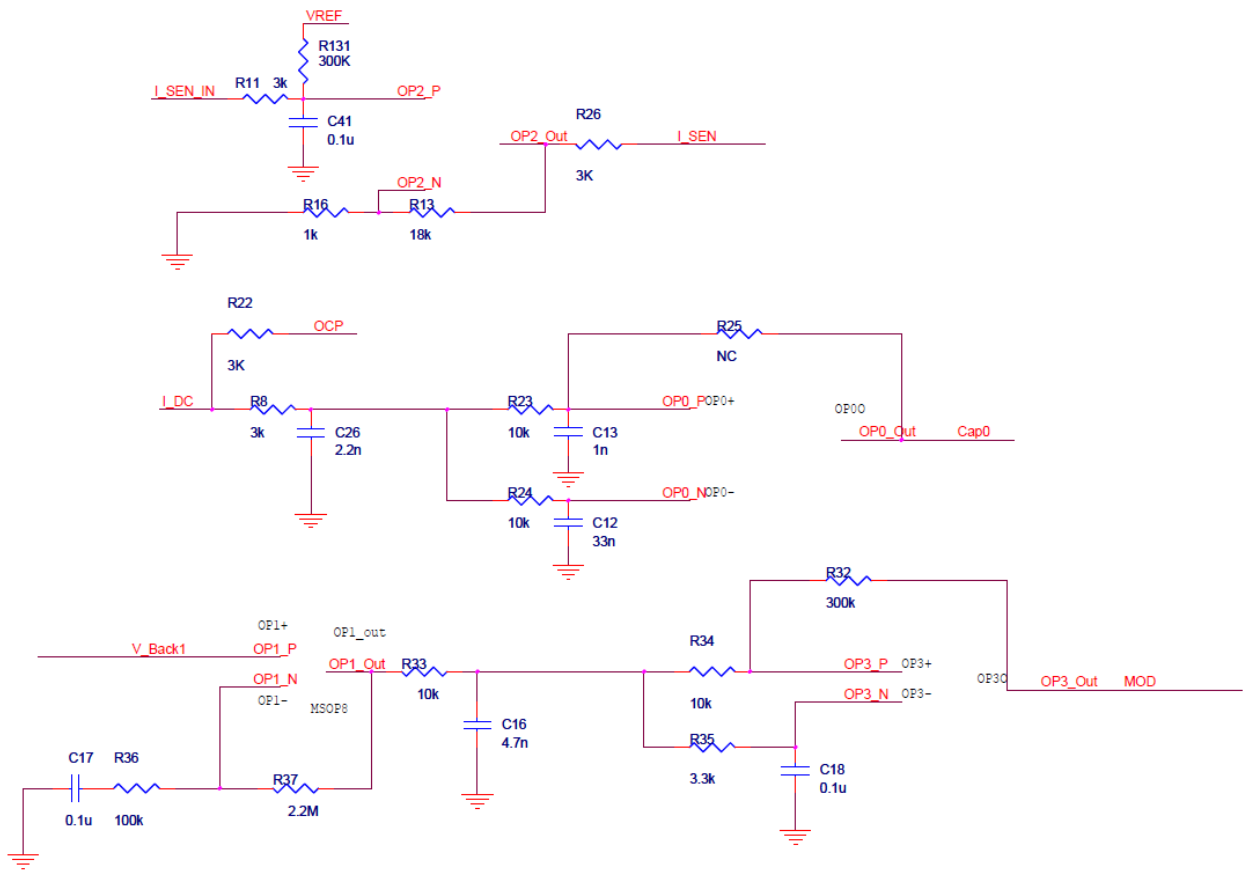 VREF
R131
300K
R11 3k
I_SEN_IN
OP2_P
C41
0.1u
R26
OP2_Out
I_SEN
3K
OP2_N
R16
R13
1k
18k
R22
OCP
3K
R25
NC
I_DC
R8
3k
C26
2.2n
R23
10k
OP0_P
OP0+
C13
1n
OP0O
OP0_Out
Cap0
R24
10k
OP0_N
OP0-
C12
33n
R32
300k
OP1+
V_Back1
OP1_P
OP1_out
OP1_Out
R33
10k
OP1_N
OP1-
MSOP8
R34
10k
OP3_P
OP3+
OP3_N
OP3-
OP3O
OP3_Out
MOD
C16
4.7n
R35
3.3k
C18
0.1u
C17
0.1u
R36
100k
R37
2.2M